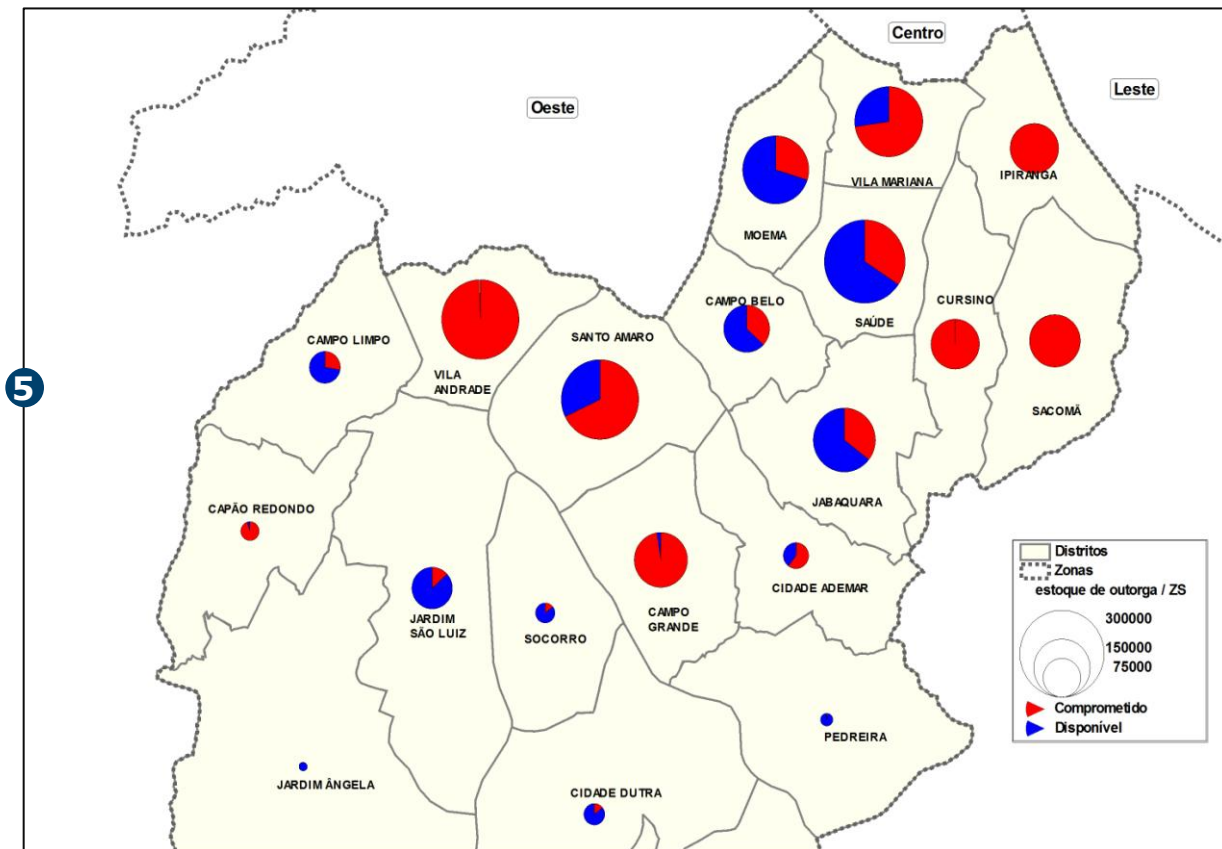 Centro
Leste
Oeste
VILA MARIANA
IPIRANGA
MOEMA
CAMPO BELO
CURSINO
SAÚDE
SANTO AMARO
CAMPO LIMPO
VILA
ANDRADE
SACOMÃ
5
JABAQUARA
CAPÃO REDONDO
CIDADE ADEMAR
JARDIM
SÃO LUIZ
SOCORRO
CAMPO
GRANDE
PEDREIRA
JARDIM ÂNGELA
CIDADE DUTRA
Distritos
Zonas
estoque de outorga / ZS
300000
150000
75000
Comprometido
Disponível